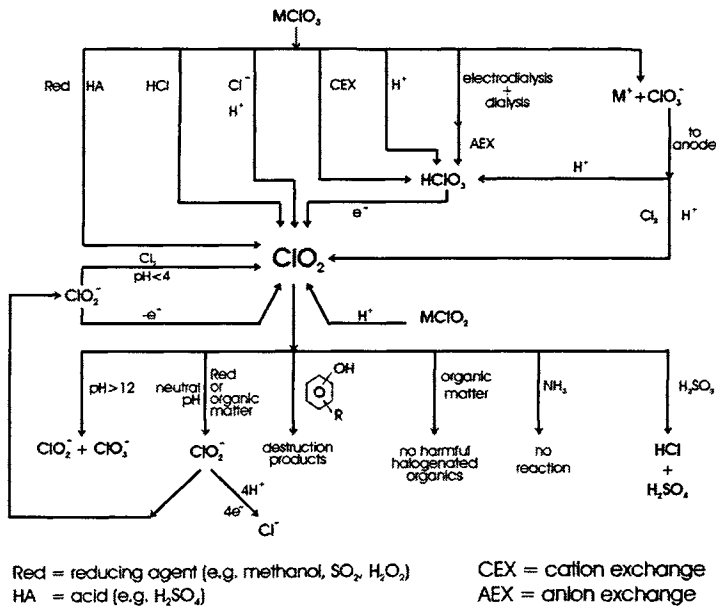 MClO₃
Red HA HCl Cl⁻ H⁺ CEX H⁺ electrodialysis + dialysis AEX
M⁺ + ClO₃⁻
to anode
HClO₃ H⁺
e⁻
Cl₂ H⁺
ClO₂
Cl₂
pH<4
ClO₂⁻
-e⁻
H⁺ MClO₂
pH>12
neutral pH
Red or organic matter
OH
R
organic matter
NH₃
H₂SO₃
ClO₂⁻ + ClO₃⁻
ClO₂⁻
destruction products
no harmful halogenated organics
no reaction
HCl
+
H₂SO₄
4H⁺
4e⁻
Cl⁻
Red = reducing agent (e.g. methanol, SO₂, H₂O₂)
HA = acid (e.g. H₂SO₄)
CEX = cation exchange
AEX = anion exchange